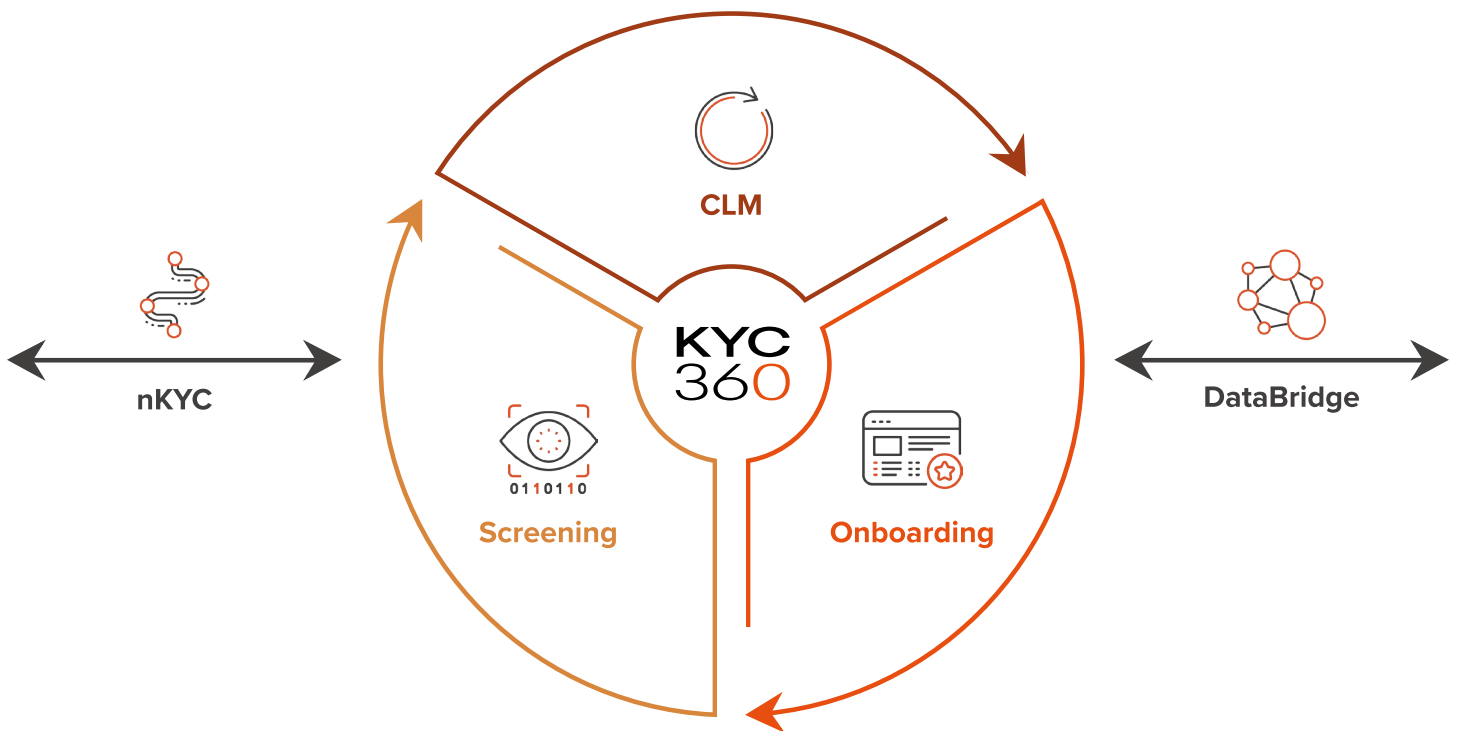 CLM
nKYC
KYC
360
DataBridge
0110110
Screening
Onboarding